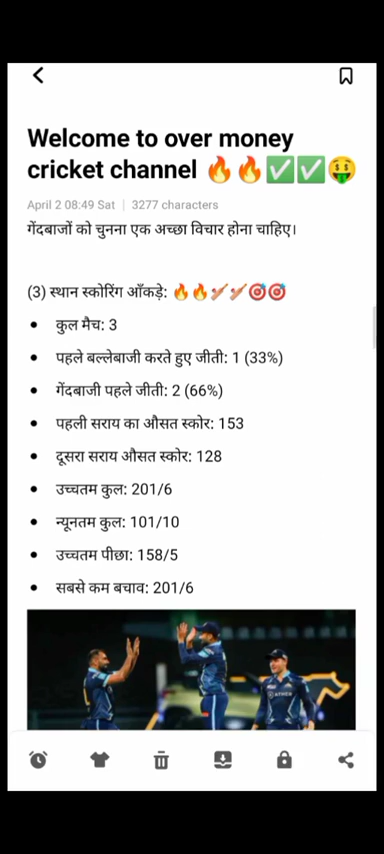 Welcome to over money
cricket channel 🔥🔥✅✅🤑
April 2 08:49 Sat | 3277 characters
गेंदबाजों को चुनना एक अच्छा विचार होना चाहिए।
(3) स्थान स्कोरिंग आँकड़े: 🔥🔥🏏🏏🎯🎯
• कुल मैच: 3
• पहले बल्लेबाजी करते हुए जीती: 1 (33%)
• गेंदबाजी पहले जीती: 2 (66%)
• पहली सराय का औसत स्कोर: 153
• दूसरा सराय औसत स्कोर: 128
• उच्चतम कुल: 201/6
• न्यूनतम कुल: 101/10
• उच्चतम पीछा: 158/5
• सबसे कम बचाव: 201/6